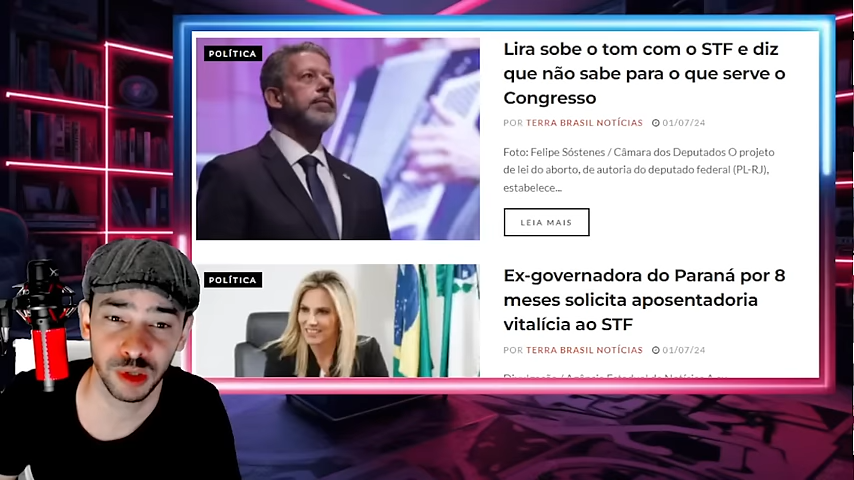 POLÍTICA
Lira sobe o tom com o STF e diz
que não sabe para o que serve o
Congresso
POR TERRA BRASIL NOTÍCIAS 01/07/24
Foto: Felipe Sóstenes / Câmara dos Deputados O projeto
de lei do aborto, de autoria do deputado federal (PL-RJ),
estabelece...
LEIA MAIS
POLÍTICA
Ex-governadora do Paraná por 8
meses solicita aposentadoria
vitalícia ao STF
POR TERRA BRASIL NOTÍCIAS 01/07/24